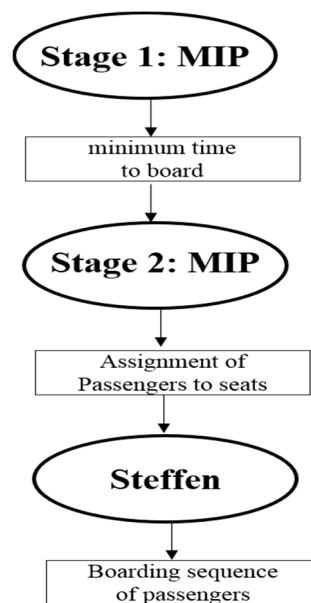 Stage 1: MIP
minimum time
to board
Stage 2: MIP
Assignment of
Passengers to seats
Steffen
Boarding sequence
of passengers